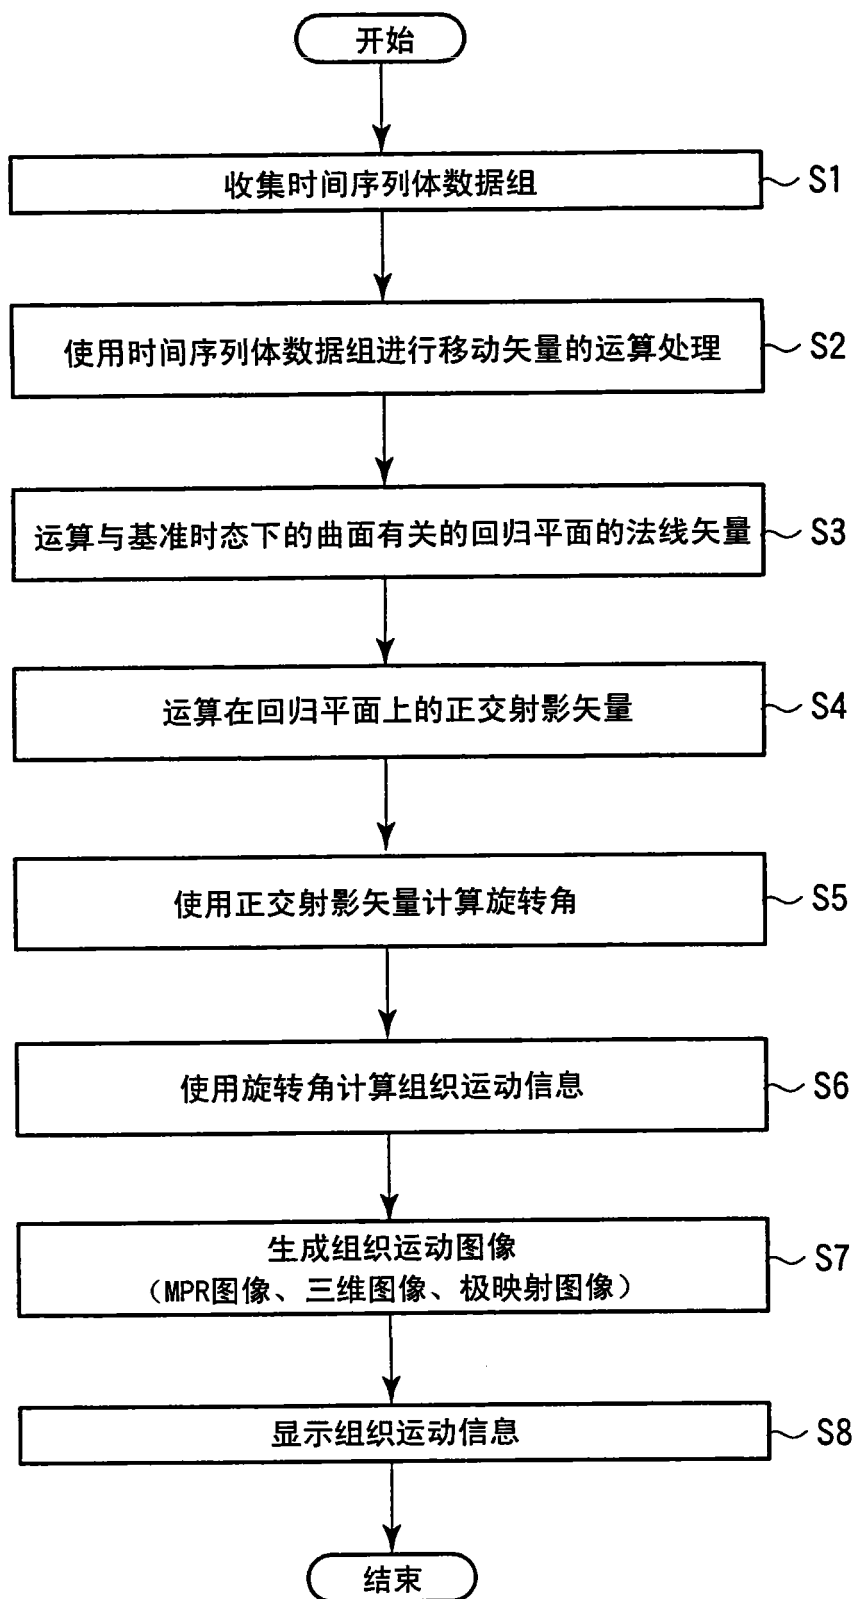 开始
收集时间序列体数据组
S1
使用时间序列体数据组进行移动矢量的运算处理
S2
运算与基准时态下的曲面有关的回归平面的法线矢量
S3
运算在回归平面上的正交射影矢量
S4
使用正交射影矢量计算旋转角
S5
使用旋转角计算组织运动信息
S6
生成组织运动图像
（MPR图像、三维图像、极映射图像）
S7
显示组织运动信息
S8
结束